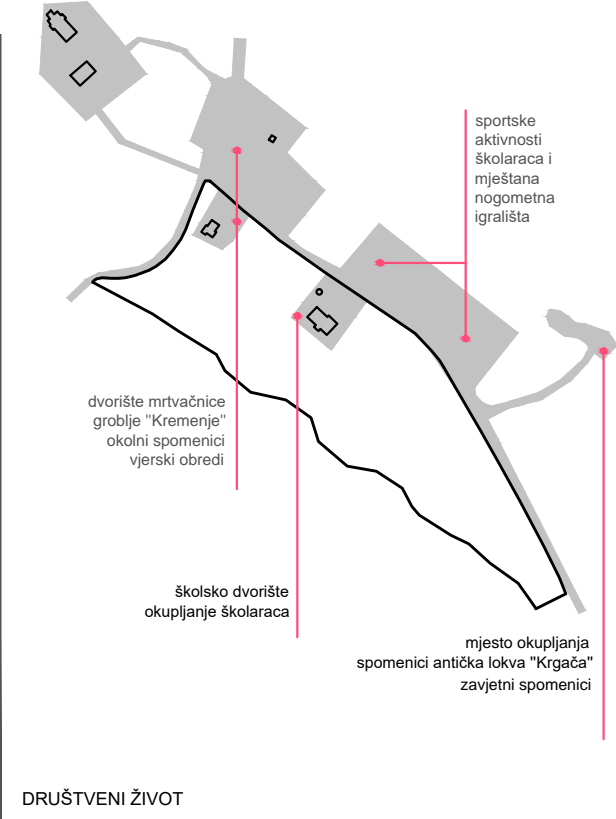 sportske
aktivnosti
školaraca i
mještana
nogometna
igrališta
dvorište mrtvačnice
groblje "Kremenje"
okolni spomenici
vjerski obredi
školsko dvorište
okupljanje školaraca
mjesto okupljanja
spomenici antička lokva "Krgača"
zavjetni spomenici
DRUŠTVENI ŽIVOT